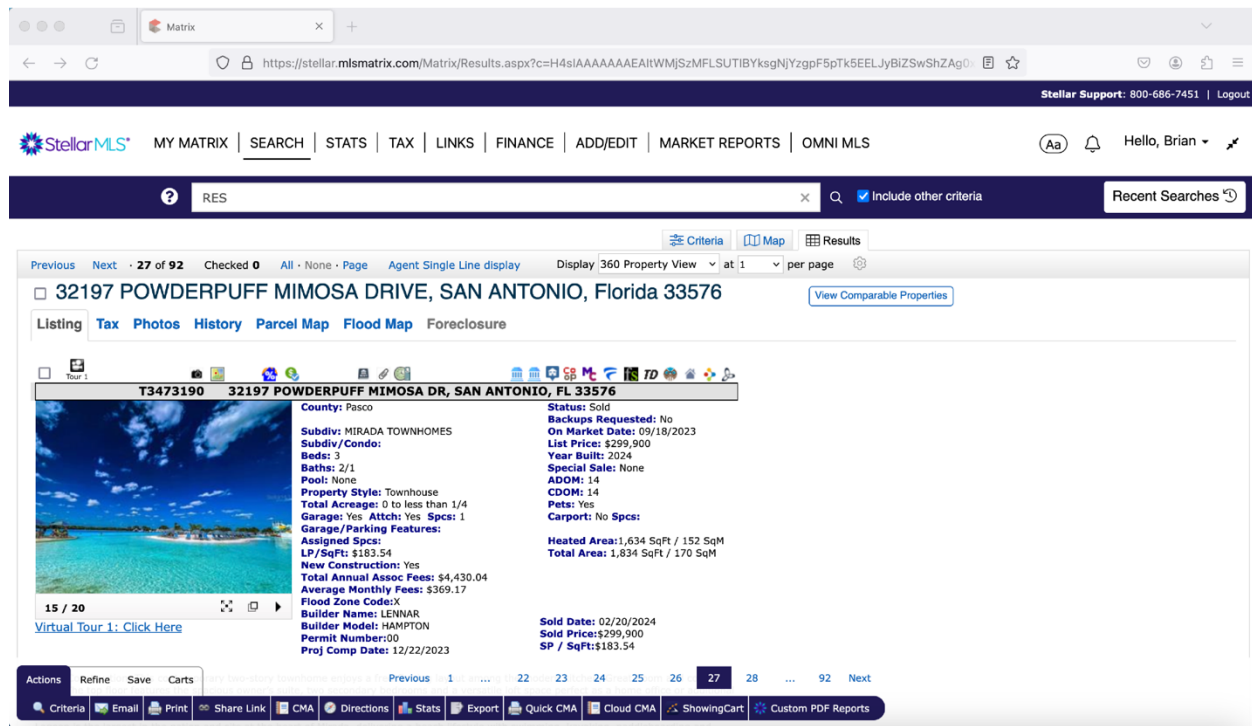 Matrix
https://stellar.mlsmatrix.com/Matrix/Results.aspx?c=H4sIAAAAAAAEAItWMjSzMFLSUTIBYksgNjYzgpF5pTk5EELJyBiZSwShZAg0
Stellar Support: 800-686-7451 | Logout
StellarMLS MY MATRIX SEARCH STATS TAX LINKS FINANCE ADD/EDIT MARKET REPORTS OMNI MLS Aa Hello, Brian
? RES Include other criteria Recent Searches
Criteria Map Results
Previous Next · 27 of 92 Checked 0 All · None · Page Agent Single Line display Display 360 Property View at 1 per page
32197 POWDERPUFF MIMOSA DRIVE, SAN ANTONIO, Florida 33576 View Comparable Properties
Listing Tax Photos History Parcel Map Flood Map Foreclosure
Tour 1 TD
T3473190 32197 POWDERPUFF MIMOSA DR, SAN ANTONIO, FL 33576
County: Pasco
Subdiv: MIRADA TOWNHOMES
Subdiv/Condo:
Beds: 3
Baths: 2/1
Pool: None
Property Style: Townhouse
Total Acreage: 0 to less than 1/4
Garage: Yes Attch: Yes Spcs: 1
Garage/Parking Features:
Assigned Spcs:
LP/SqFt: $183.54
New Construction: Yes
Total Annual Assoc Fees: $4,430.04
Average Monthly Fees: $369.17
Flood Zone Code:X
Builder Name: LENNAR
Builder Model: HAMPTON
Permit Number:00
Proj Comp Date: 12/22/2023
Status: Sold
Backups Requested: No
On Market Date: 09/18/2023
List Price: $299,900
Year Built: 2024
Special Sale: None
ADOM: 14
CDOM: 14
Pets: Yes
Carport: No Spcs:
Heated Area:1,634 SqFt / 152 SqM
Total Area: 1,834 SqFt / 170 SqM
Sold Date: 02/20/2024
Sold Price:$299,900
SP / SqFt:$183.54
15 / 20
Virtual Tour 1: Click Here
Actions Refine Save Carts Previous 1 ... 22 23 24 25 26 27 28 ... 92 Next
Criteria Email Print Share Link CMA Directions Stats Export Quick CMA Cloud CMA ShowingCart Custom PDF Reports